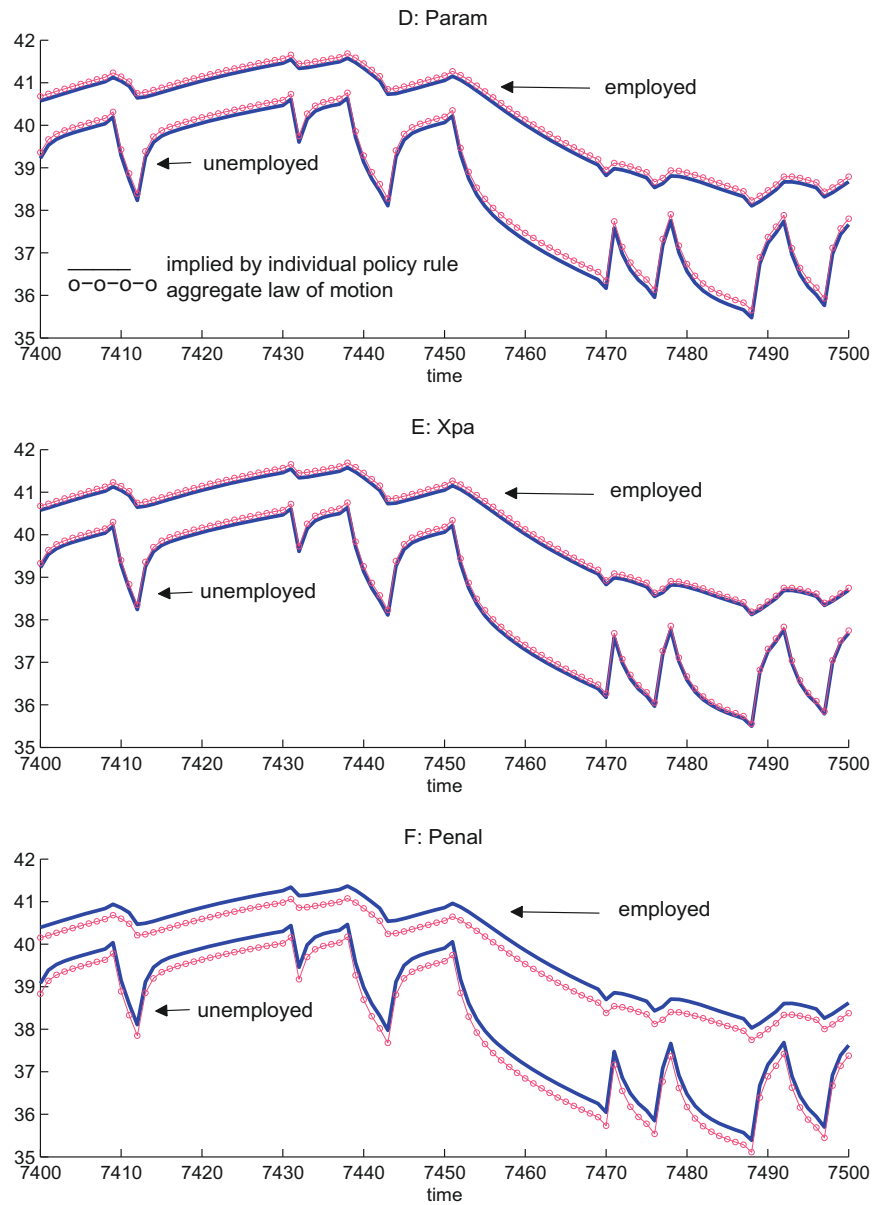 D: Param
42
41
40
39
38
37
36
35
employed
unemployed
implied by individual policy rule
o-o-o-o aggregate law of motion
7400 7410 7420 7430 7440 7450 7460 7470 7480 7490 7500
time
E: Xpa
42
41
40
39
38
37
36
35
employed
unemployed
7400 7410 7420 7430 7440 7450 7460 7470 7480 7490 7500
time
F: Penal
42
41
40
39
38
37
36
35
employed
unemployed
7400 7410 7420 7430 7440 7450 7460 7470 7480 7490 7500
time